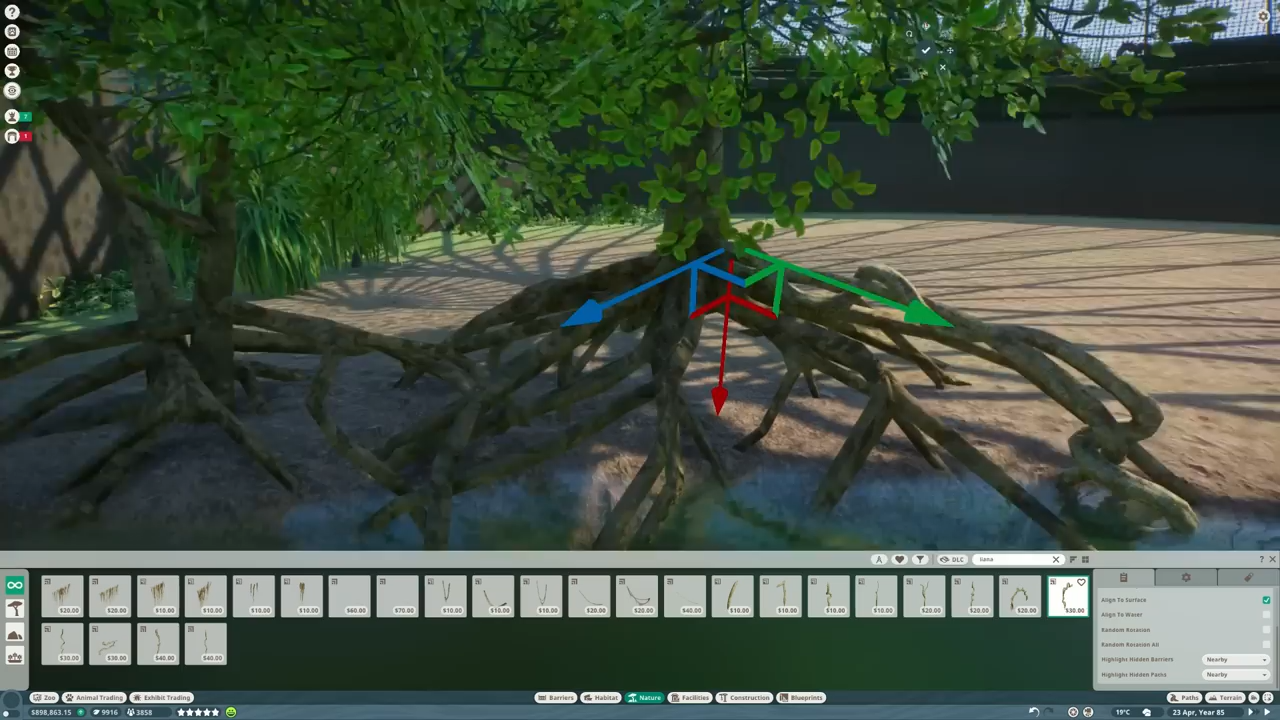 ?
7
1
DLC
liana
?
$20.00 $20.00 $10.00 $10.00 $10.00 $10.00 $60.00 $70.00 $10.00 $10.00 $10.00 $20.00 $20.00 $40.00 $10.00 $10.00 $10.00 $10.00 $20.00 $20.00 $20.00 $30.00
$30.00 $30.00 $40.00 $40.00
Align To Surface
Align To Water
Random Rotation
Random Rotation All
Highlight Hidden Barriers Nearby
Highlight Hidden Paths Nearby
Zoo Animal Trading Exhibit Trading Barriers Habitat Nature Facilities Construction Blueprints Paths Terrain
$898,863.15 9916 3858 19°C 23 Apr, Year 85